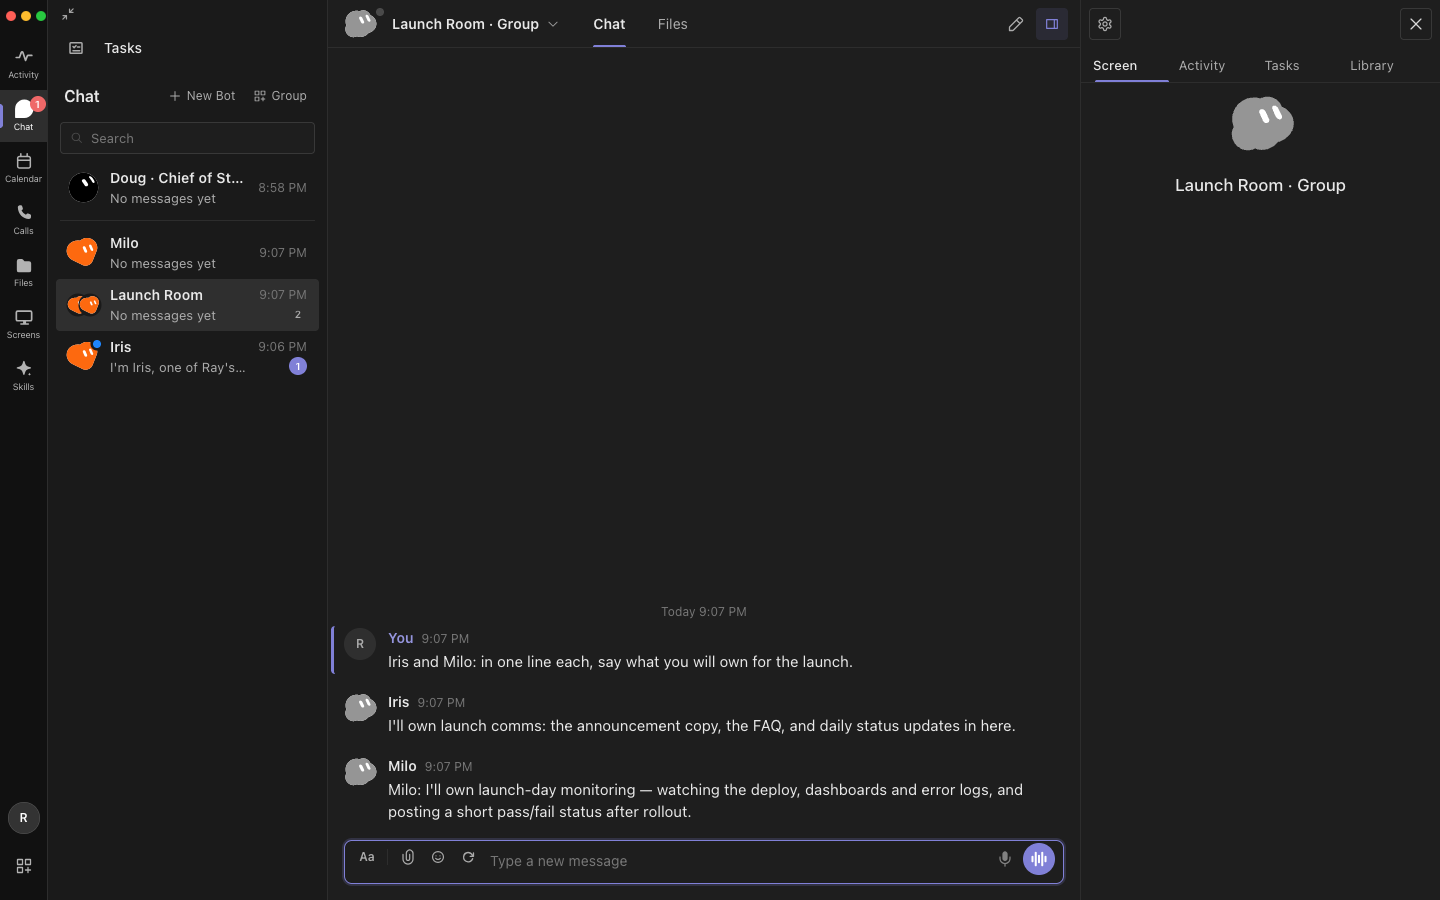 Activity
1
Chat
Calendar
Calls
Files
Screens
Skills
R
Tasks
Chat
New Bot
Group
Search
Doug · Chief of St...
8:58 PM
No messages yet
Milo
9:07 PM
No messages yet
Launch Room
9:07 PM
No messages yet
2
Iris
9:06 PM
I'm Iris, one of Ray's...
1
Launch Room · Group
Chat
Files
Today 9:07 PM
R
You 9:07 PM
Iris and Milo: in one line each, say what you will own for the launch.
Iris 9:07 PM
I'll own launch comms: the announcement copy, the FAQ, and daily status updates in here.
Milo 9:07 PM
Milo: I'll own launch-day monitoring — watching the deploy, dashboards and error logs, and
posting a short pass/fail status after rollout.
Aa
Type a new message
Screen
Activity
Tasks
Library
Launch Room · Group